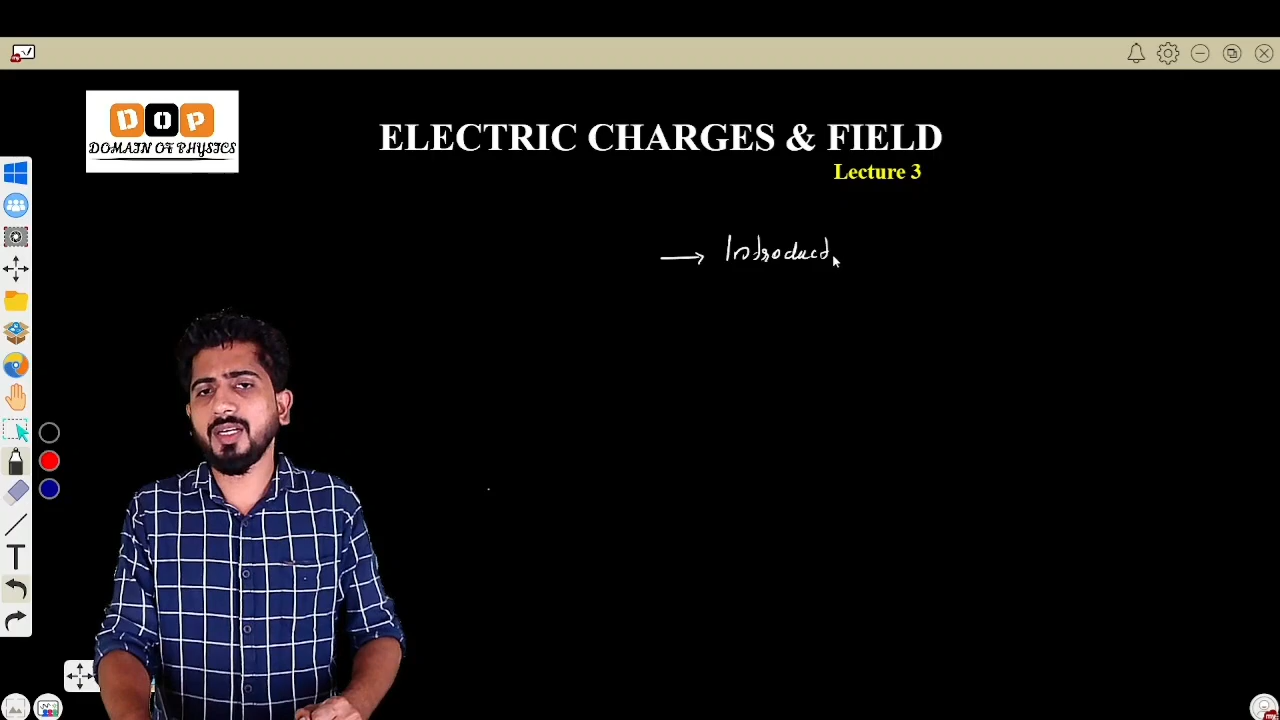 D O P
DOMAIN OF PHYSICS
ELECTRIC CHARGES & FIELD
Lecture 3
→ Introduct
T